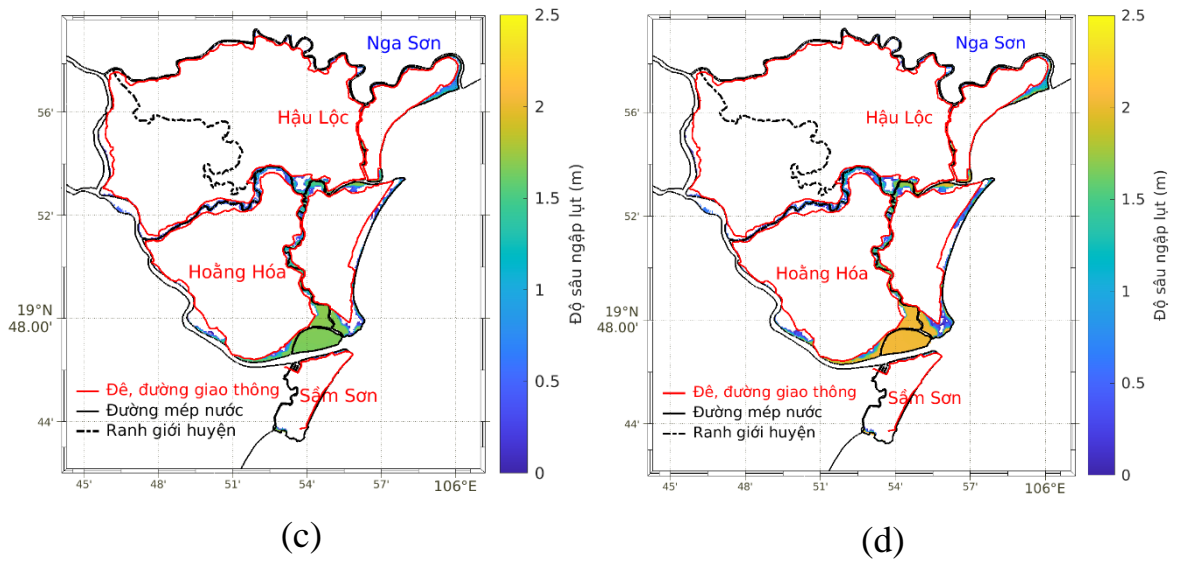 2.5
Nga Sơn
56'
2
Hậu Lộc
1.5
52'
Hoằng Hóa
1
19°N
48.00'
0.5
Đê, đường giao thông
Sầm Sơn
Đường mép nước
44'
Ranh giới huyện
0
45'
48'
51'
54'
57'
106°E
Độ sâu ngập lụt (m)
(c)
2.5
Nga Sơn
56'
2
Hậu Lộc
1.5
52'
Hoằng Hóa
1
19°N
48.00'
0.5
Đê, đường giao thông
Sầm Sơn
Đường mép nước
44'
Ranh giới huyện
0
45'
48'
51'
54'
57'
106°E
Độ sâu ngập lụt (m)
(d)